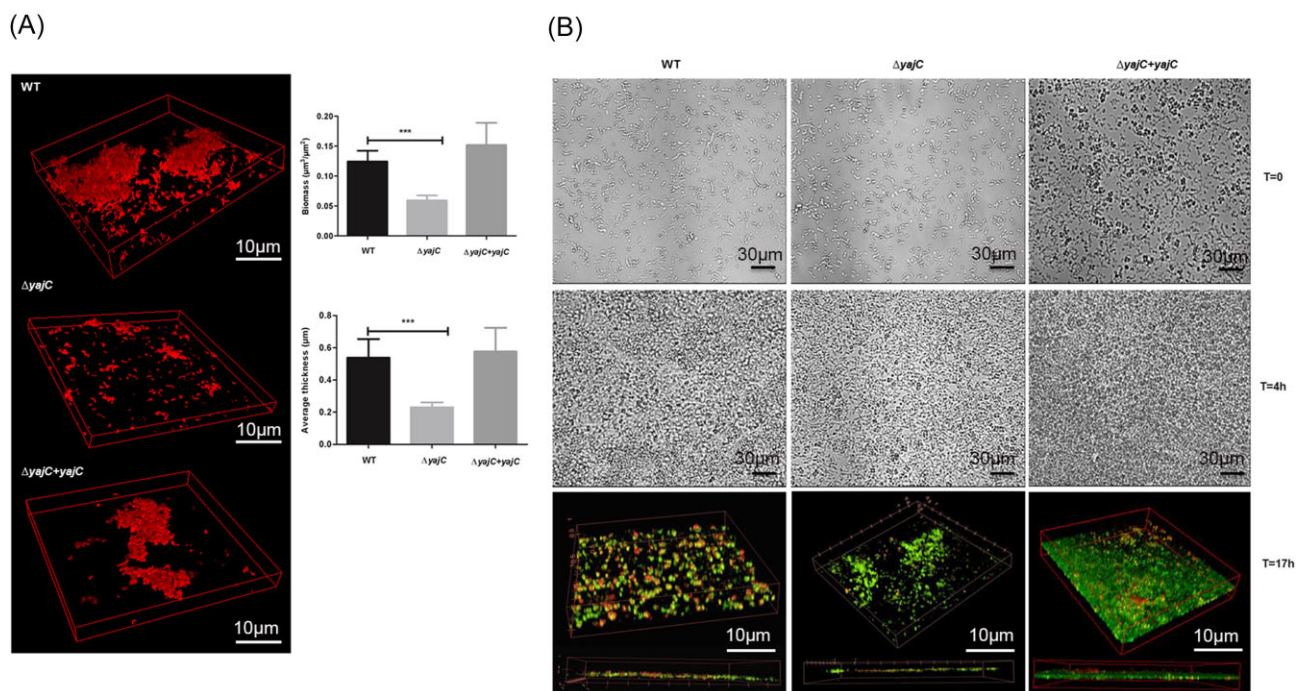 (A)
(B)
WT
10µm
ΔyajC
10µm
ΔyajC+yajC
10µm
Biomass (µm³/µm²)
0.20
0.15
0.10
0.05
0.00
***
WT
ΔyajC
ΔyajC+yajC
Average thickness (µm)
0.8
0.6
0.4
0.2
0.0
***
WT
ΔyajC
ΔyajC+yajC
WT
ΔyajC
ΔyajC+yajC
30µm
30µm
30µm
T=0
30µm
30µm
30µm
T=4h
10µm
10µm
10µm
T=17h